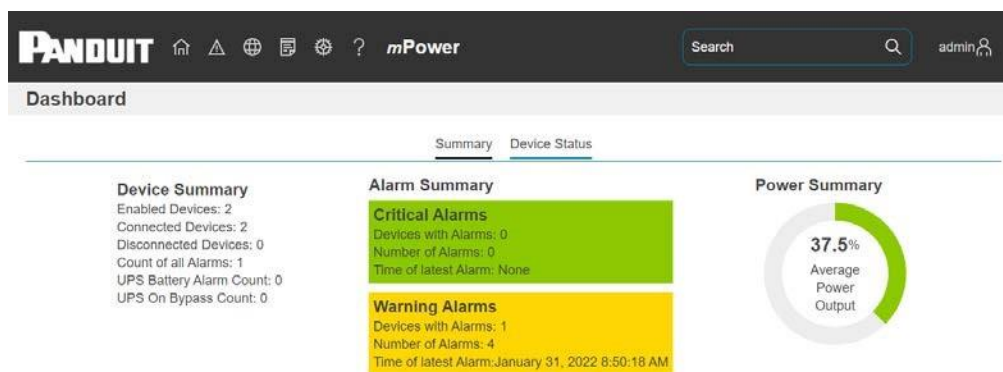 PANDUIT ? mPower Search admin
Dashboard
Summary Device Status
Device Summary
Enabled Devices: 2
Connected Devices: 2
Disconnected Devices: 0
Count of all Alarms: 1
UPS Battery Alarm Count: 0
UPS On Bypass Count: 0
Alarm Summary
Critical Alarms
Devices with Alarms: 0
Number of Alarms: 0
Time of latest Alarm: None
Warning Alarms
Devices with Alarms: 1
Number of Alarms: 4
Time of latest Alarm:January 31, 2022 8:50:18 AM
Power Summary
37.5%
Average
Power
Output